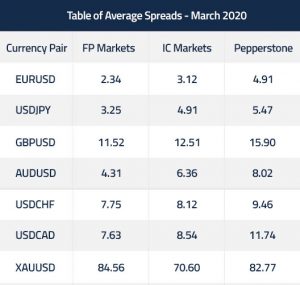 Table of Average Spreads - March 2020
Currency Pair FP Markets IC Markets Pepperstone
EURUSD 2.34 3.12 4.91
USDJPY 3.25 4.91 5.47
GBPUSD 11.52 12.51 15.90
AUDUSD 4.31 6.36 8.02
USDCHF 7.75 8.12 9.46
USDCAD 7.63 8.54 11.74
XAUUSD 84.56 70.60 82.77